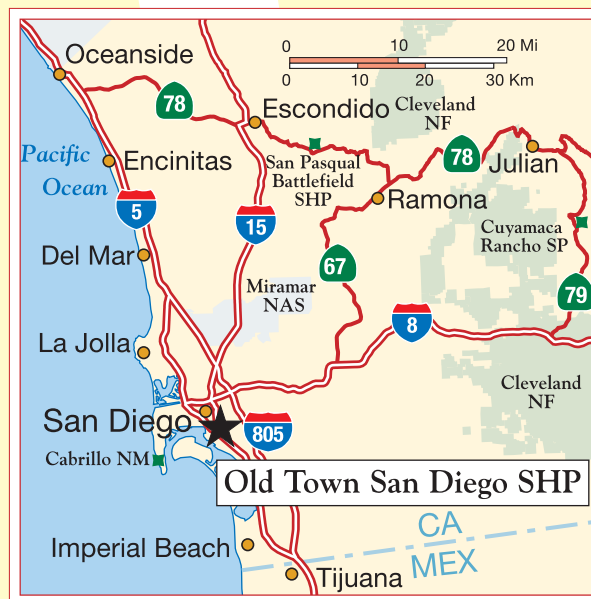 Oceanside
0 10 20 Mi
0 10 20 30 Km
78
Escondido
Cleveland
NF
Pacific
Ocean
Encinitas
San Pasqual
Battlefield
SHP
78
Julian
5
15
Ramona
Cuyamaca
Rancho SP
Del Mar
67
Miramar
NAS
79
8
La Jolla
Cleveland
NF
San Diego
805
Cabrillo NM
Old Town San Diego SHP
CA
MEX
Imperial Beach
Tijuana